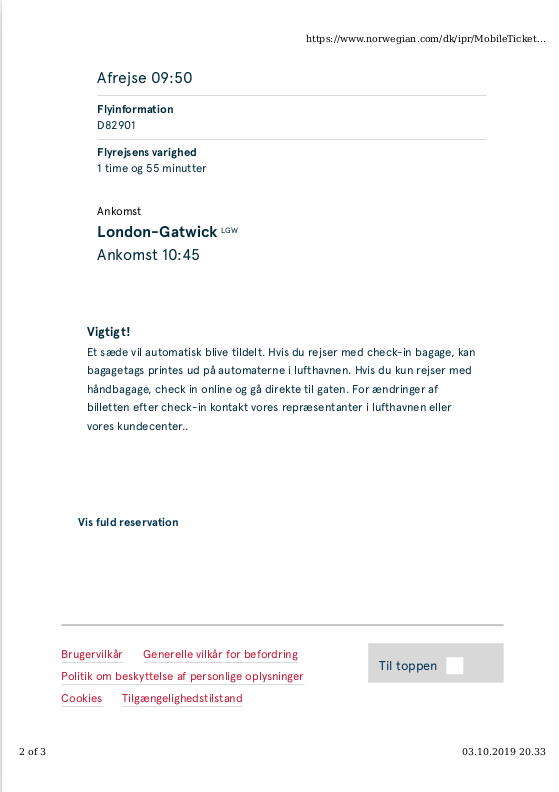 https://www.norwegian.com/dk/ipr/MobileTicket...
Afrejse 09:50
Flyinformation
D82901
Flyrejsens varighed
1 time og 55 minutter
Ankomst
London-Gatwick LGW
Ankomst 10:45
Vigtigt!
Et sæde vil automatisk blive tildelt. Hvis du rejser med check-in bagage, kan
bagagetags printes ud på automaterne i lufthavnen. Hvis du kun rejser med
håndbagage, check in online og gå direkte til gaten. For ændringer af
billetten efter check-in kontakt vores repræsentanter i lufthavnen eller
vores kundecenter..
Vis fuld reservation
Brugervilkår Generelle vilkår for befordring
Politik om beskyttelse af personlige oplysninger
Cookies Tilgængelighedstilstand
Til toppen
2 of 3 03.10.2019 20.33